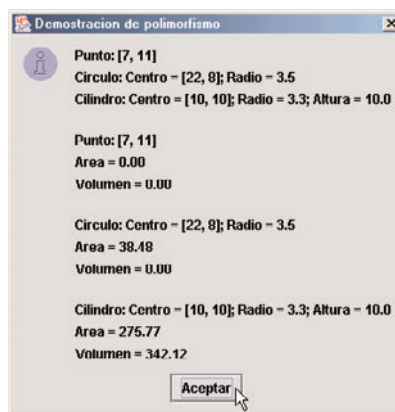 Demostracion de polimorfismo
Punto: [7, 11]
Circulo: Centro = [22, 8]; Radio = 3.5
Cilindro: Centro = [10, 10]; Radio = 3.3; Altura = 10.0
Punto: [7, 11]
Area = 0.00
Volumen = 0.00
Circulo: Centro = [22, 8]; Radio = 3.5
Area = 38.48
Volumen = 0.00
Cilindro: Centro = [10, 10]; Radio = 3.3; Altura = 10.0
Area = 275.77
Volumen = 342.12
Aceptar